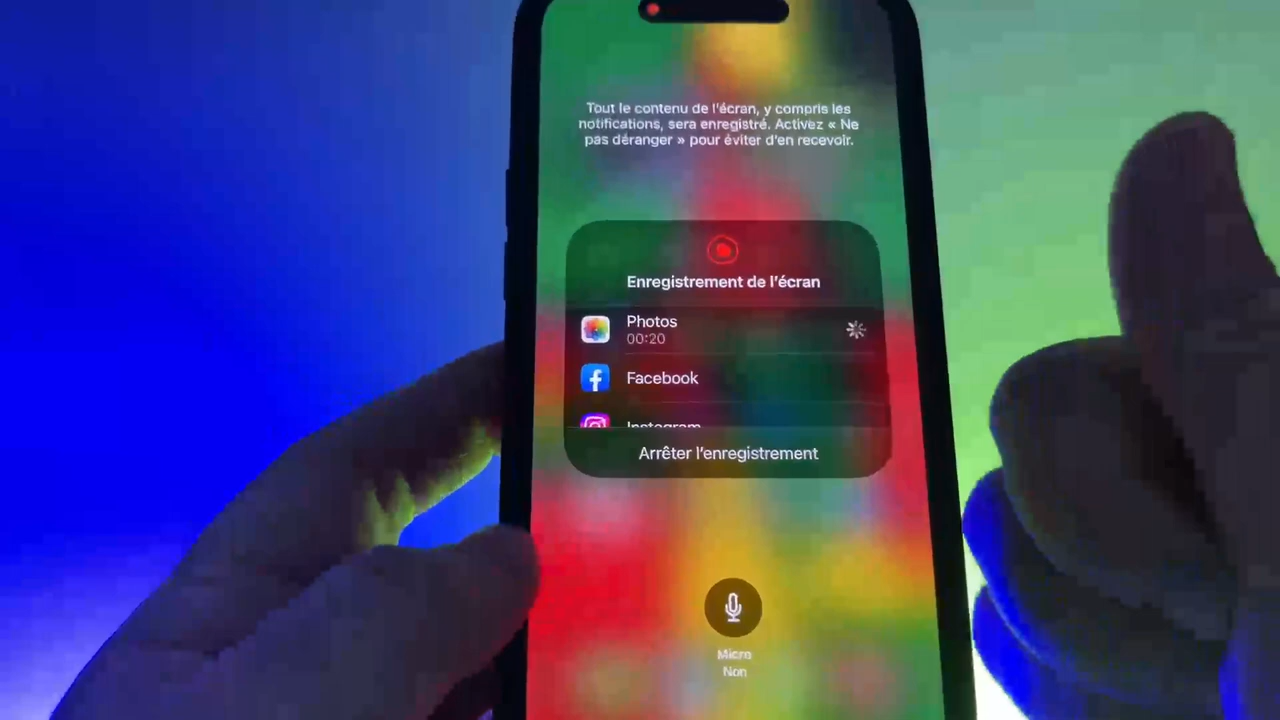 Tout le contenu de l'écran, y compris les
notifications, sera enregistré. Activez « Ne
pas déranger » pour éviter d'en recevoir.
Enregistrement de l'écran
Photos
00:20
Facebook
Instagram
Arrêter l'enregistrement
Micro
Non